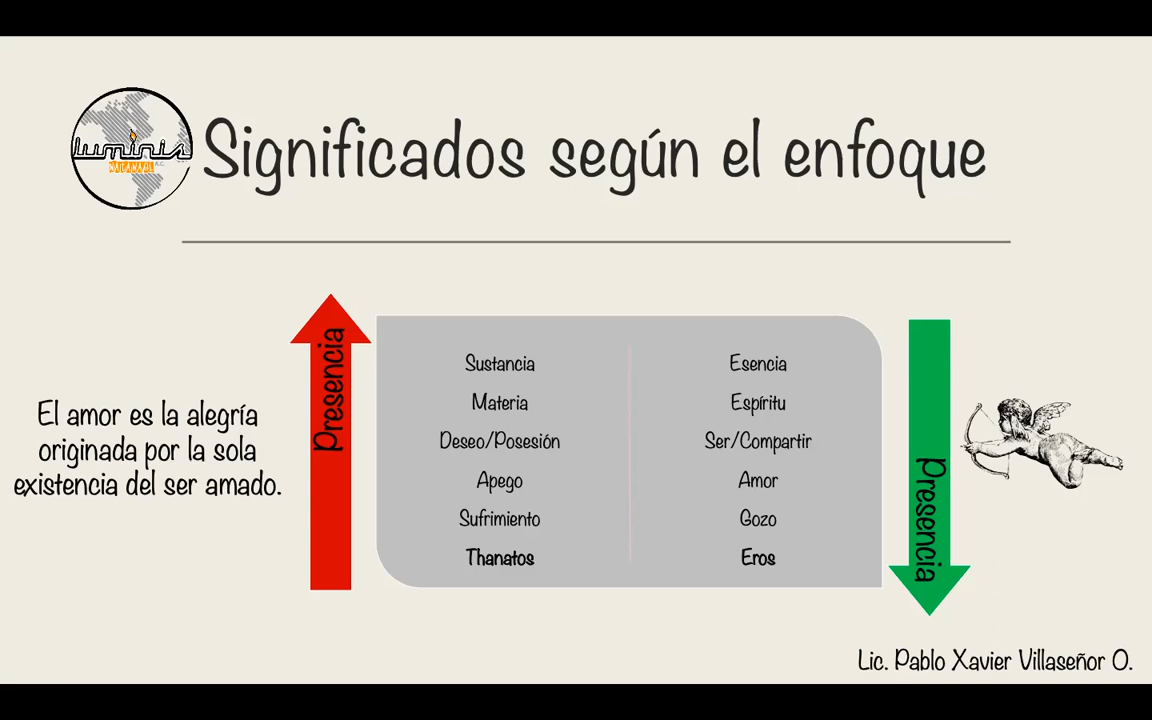 luminis
Significados según el enfoque
El amor es la alegría
originada por la sola
existencia del ser amado.
Presencia
Sustancia
Esencia
Materia
Espíritu
Deseo/Posesión
Ser/Compartir
Apego
Amor
Sufrimiento
Gozo
Thanatos
Eros
Presencia
Lic. Pablo Xavier Villaseñor O.